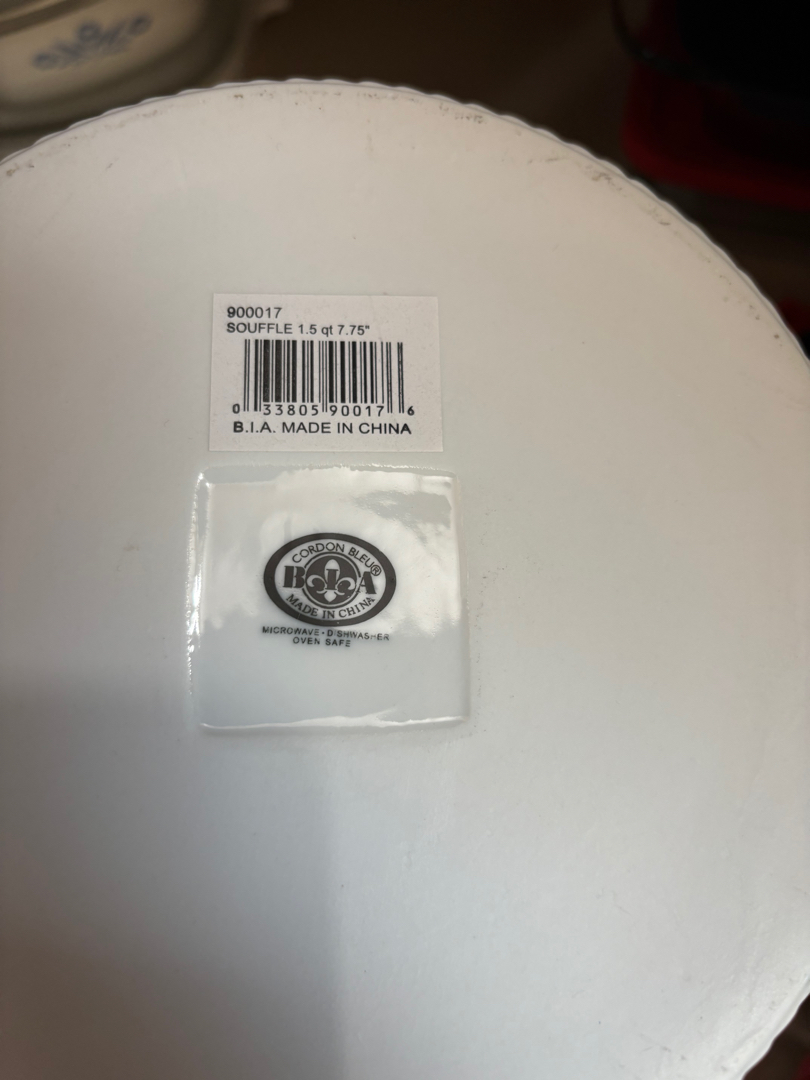 900017
SOUFFLE 1.5 qt 7.75"
0 33805 90017 6
B.I.A. MADE IN CHINA
CORDON BLEU®
BIA
MADE IN CHINA
MICROWAVE·DISHWASHER
OVEN SAFE